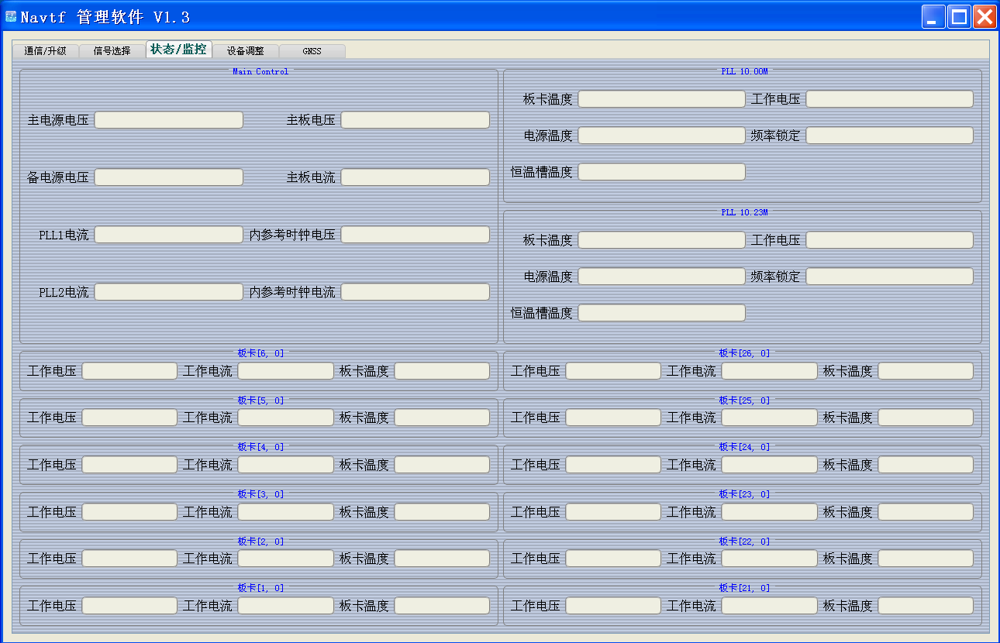 Navtf 管理软件 V1.3
通信/升级 信号选择 状态/监控 设备调整 GNSS
Main Control
主电源电压 主板电压
备电源电压 主板电流
PLL1电流 内参考时钟电压
PLL2电流 内参考时钟电流
PLL 10.00M
板卡温度 工作电压
电源温度 频率锁定
恒温槽温度
PLL 10.23M
板卡温度 工作电压
电源温度 频率锁定
恒温槽温度
板卡[6, 0] 板卡[26, 0]
工作电压 工作电流 板卡温度 工作电压 工作电流 板卡温度
板卡[5, 0] 板卡[25, 0]
工作电压 工作电流 板卡温度 工作电压 工作电流 板卡温度
板卡[4, 0] 板卡[24, 0]
工作电压 工作电流 板卡温度 工作电压 工作电流 板卡温度
板卡[3, 0] 板卡[23, 0]
工作电压 工作电流 板卡温度 工作电压 工作电流 板卡温度
板卡[2, 0] 板卡[22, 0]
工作电压 工作电流 板卡温度 工作电压 工作电流 板卡温度
板卡[1, 0] 板卡[21, 0]
工作电压 工作电流 板卡温度 工作电压 工作电流 板卡温度